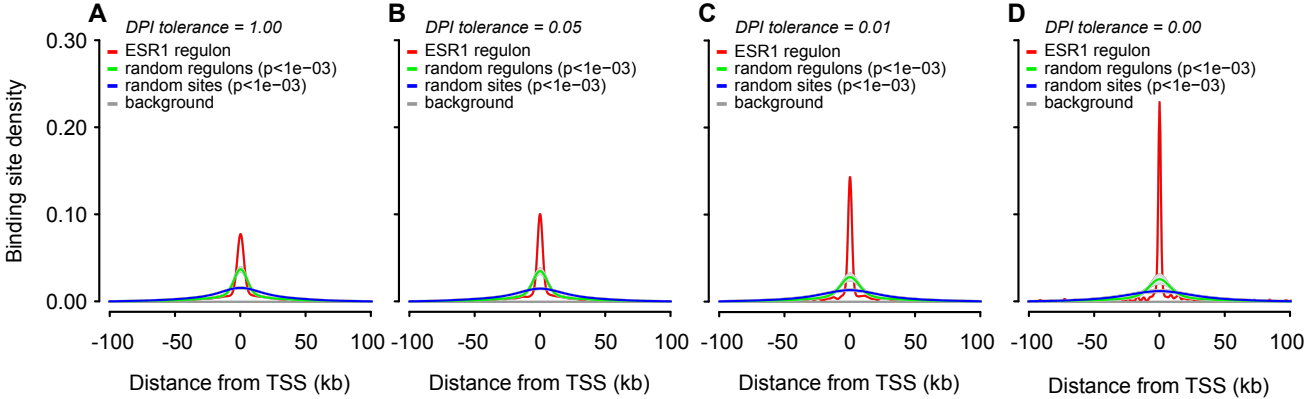 A
DPI tolerance = 1.00
ESR1 regulon
random regulons (p<1e−03)
random sites (p<1e−03)
background
B
DPI tolerance = 0.05
ESR1 regulon
random regulons (p<1e−03)
random sites (p<1e−03)
background
C
DPI tolerance = 0.01
ESR1 regulon
random regulons (p<1e−03)
random sites (p<1e−03)
background
D
DPI tolerance = 0.00
ESR1 regulon
random regulons (p<1e−03)
random sites (p<1e−03)
background
Binding site density
0.30
0.20
0.10
0.00
-100 -50 0 50 100
-100 -50 0 50 100
-100 -50 0 50 100
-100 -50 0 50 100
Distance from TSS (kb)
Distance from TSS (kb)
Distance from TSS (kb)
Distance from TSS (kb)